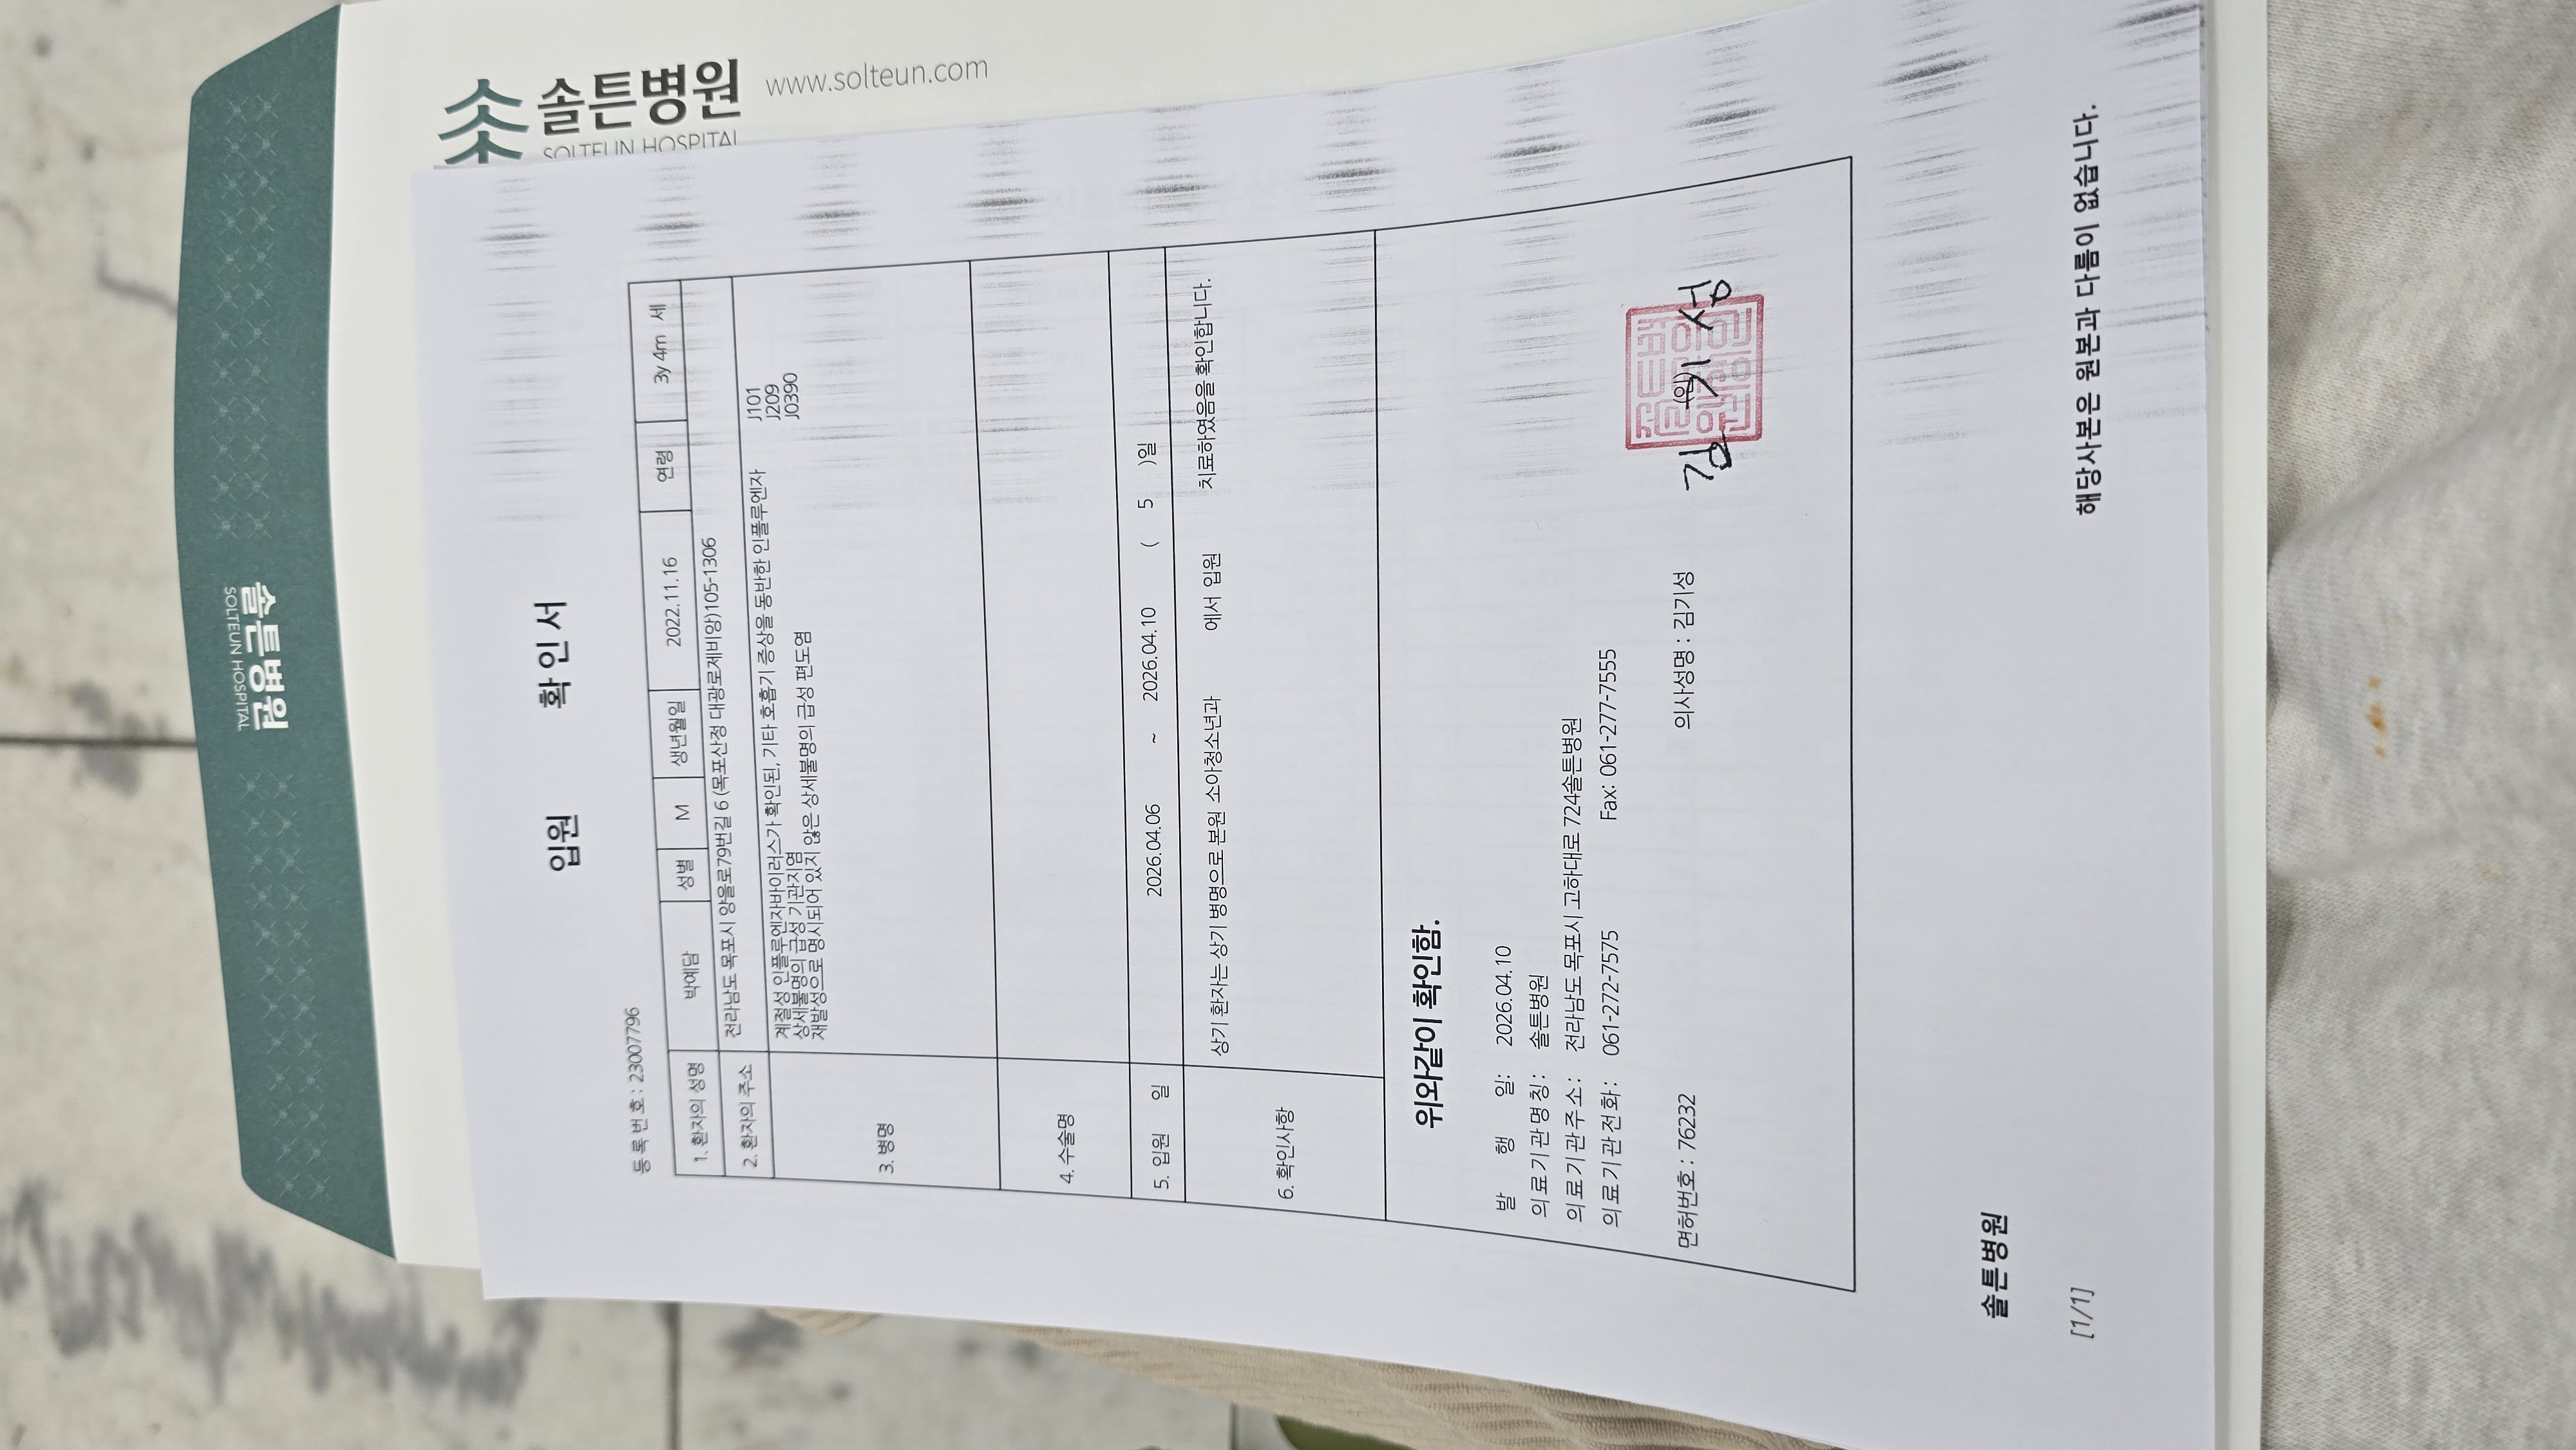 솔튼병원
SOLTEUN HOSPITAL
솔튼병원 www.solteun.com
SOLTEUN HOSPITAL
입원 확인서
등록번호 : 23007796
1. 환자의 성명 박예담 성별 M 생년월일 2022.11.16 연령 3y 4m 세
2. 환자의 주소 전라남도 목포시 양을로79번길 6 (목포산정 대광로제비앙)105-1306
3. 병명
계절성 인플루엔자바이러스가 확인된, 기타 호흡기 증상을 동반한 인플루엔자 J101
상세불명의 급성 기관지염 J209
재발성으로 명시되어 있지 않은 상세불명의 급성 편도염 J0390
4. 수술명
5. 입원 일 2026.04.06 ~ 2026.04.10 ( 5 )일
6. 확인사항 상기 환자는 상기 병명으로 본원 소아청소년과 에서 입원 치료하였음을 확인합니다.
위와같이 확인함.
발 행 일: 2026.04.10
의료기관명칭: 솔튼병원
의료기관주소: 전라남도 목포시 고하대로 724솔튼병원
의료기관전화: 061-272-7575 Fax: 061-277-7555
면허번호 : 76232 의사성명 : 김기성 (인)
김기성
솔튼병원
[1/1] 해당사본은 원본과 다름이 없습니다.